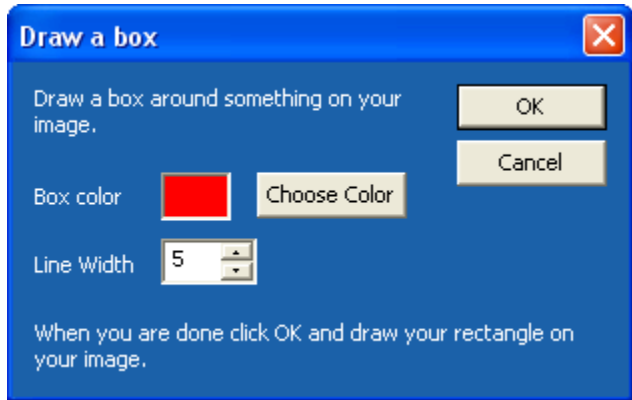 Draw a box
Draw a box around something on your
image.
OK
Cancel
Box color
Choose Color
Line Width
5
When you are done click OK and draw your rectangle on
your image.